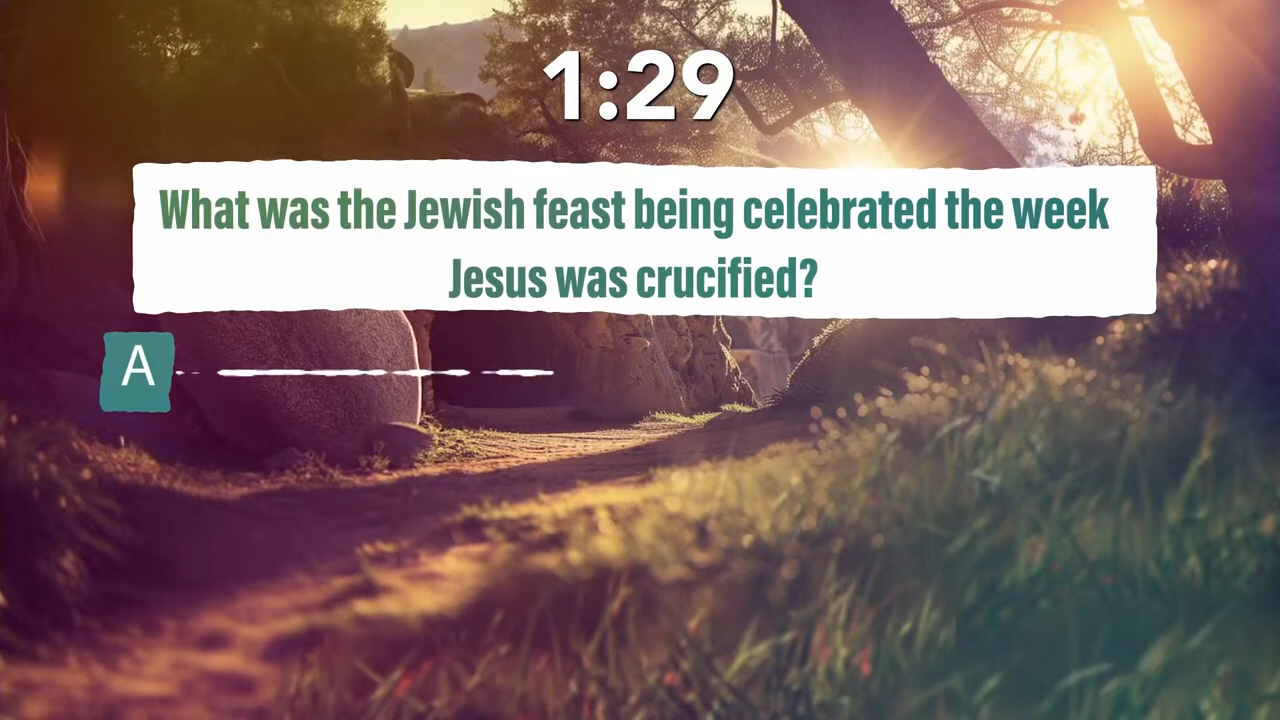 1:29
What was the Jewish feast being celebrated the week
Jesus was crucified?
A